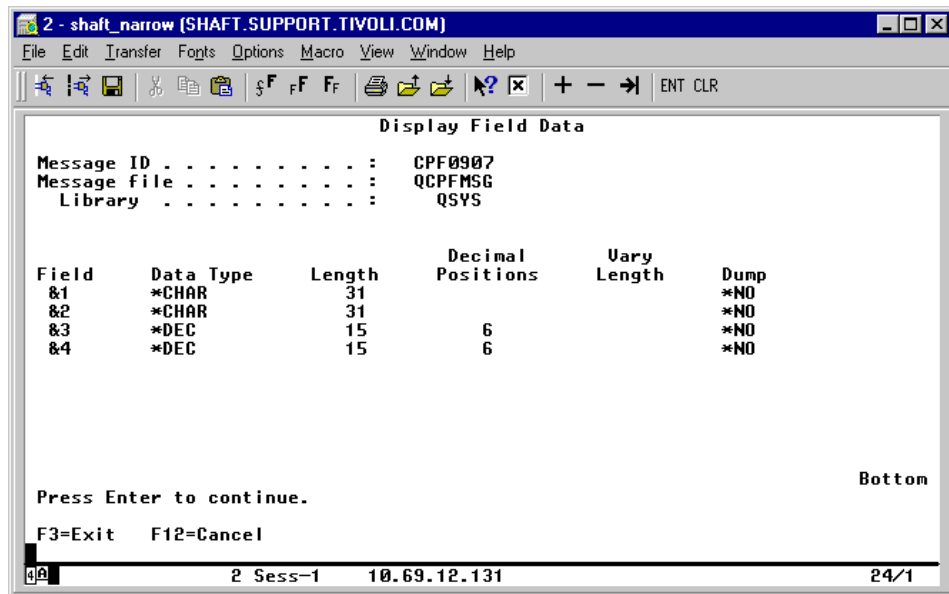 2 - shaft_narrow (SHAFT.SUPPORT.TIVOLI.COM)
File Edit Transfer Fonts Options Macro View Window Help
ENT CLR
Display Field Data
Message ID . . . . . . . . . : CPF0907
Message file . . . . . . . . . : QCPFMSG
Library . . . . . . . . . : QSYS
Decimal Vary
Field Data Type Length Positions Length Dump
&1 *CHAR 31 *NO
&2 *CHAR 31 *NO
&3 *DEC 15 6 *NO
&4 *DEC 15 6 *NO
Bottom
Press Enter to continue.
F3=Exit F12=Cancel
4A 2 Sess-1 10.69.12.131 24/1